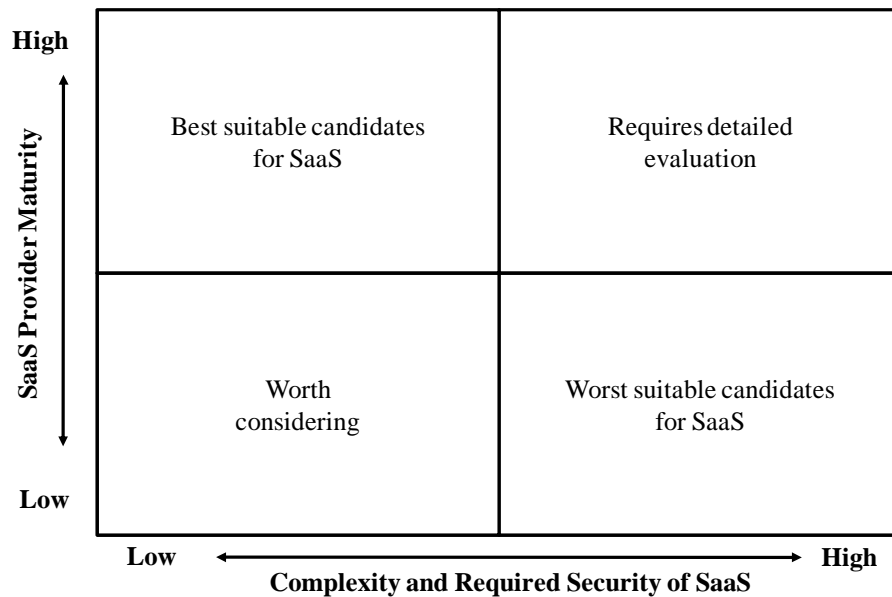 High
SaaS Provider Maturity
Low
Best suitable candidates
for SaaS
Requires detailed
evaluation
Worth
considering
Worst suitable candidates
for SaaS
Low
High
Complexity and Required Security of SaaS